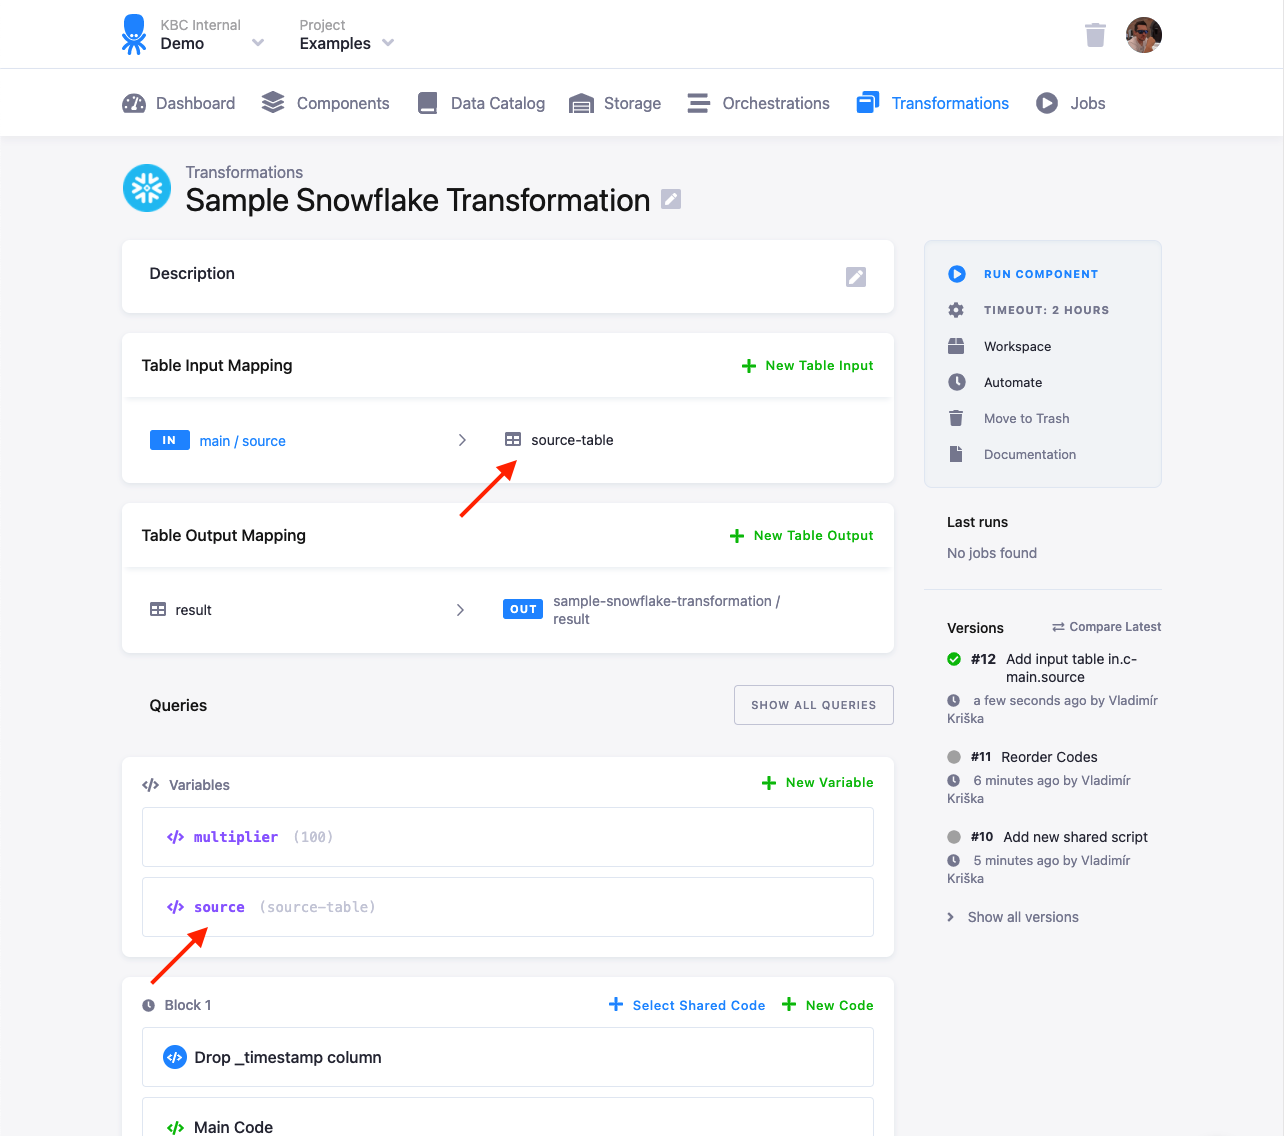 KBC Internal
Demo
Project
Examples
Dashboard
Components
Data Catalog
Storage
Orchestrations
Transformations
Jobs
Transformations
Sample Snowflake Transformation
Description
Table Input Mapping
New Table Input
IN main / source
source-table
Table Output Mapping
New Table Output
result
OUT sample-snowflake-transformation /
result
Queries
SHOW ALL QUERIES
Variables
New Variable
multiplier (100)
source (source-table)
Block 1
Select Shared Code
New Code
Drop _timestamp column
Main Code
RUN COMPONENT
TIMEOUT: 2 HOURS
Workspace
Automate
Move to Trash
Documentation
Last runs
No jobs found
Versions
Compare Latest
#12 Add input table in.c-
main.source
a few seconds ago by Vladimír
Kriška
#11 Reorder Codes
6 minutes ago by Vladimír
Kriška
#10 Add new shared script
5 minutes ago by Vladimír
Kriška
Show all versions